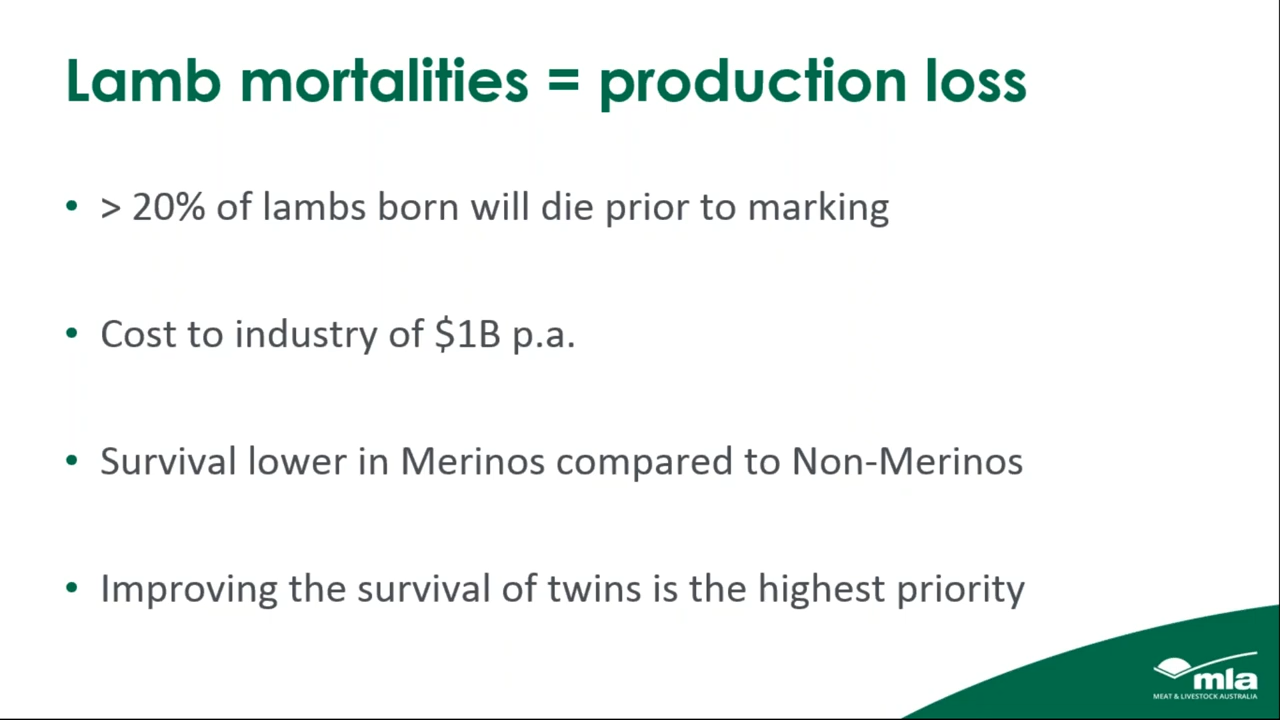 Lamb mortalities = production loss
• > 20% of lambs born will die prior to marking
• Cost to industry of $1B p.a.
• Survival lower in Merinos compared to Non-Merinos
• Improving the survival of twins is the highest priority
mla
MEAT & LIVESTOCK AUSTRALIA